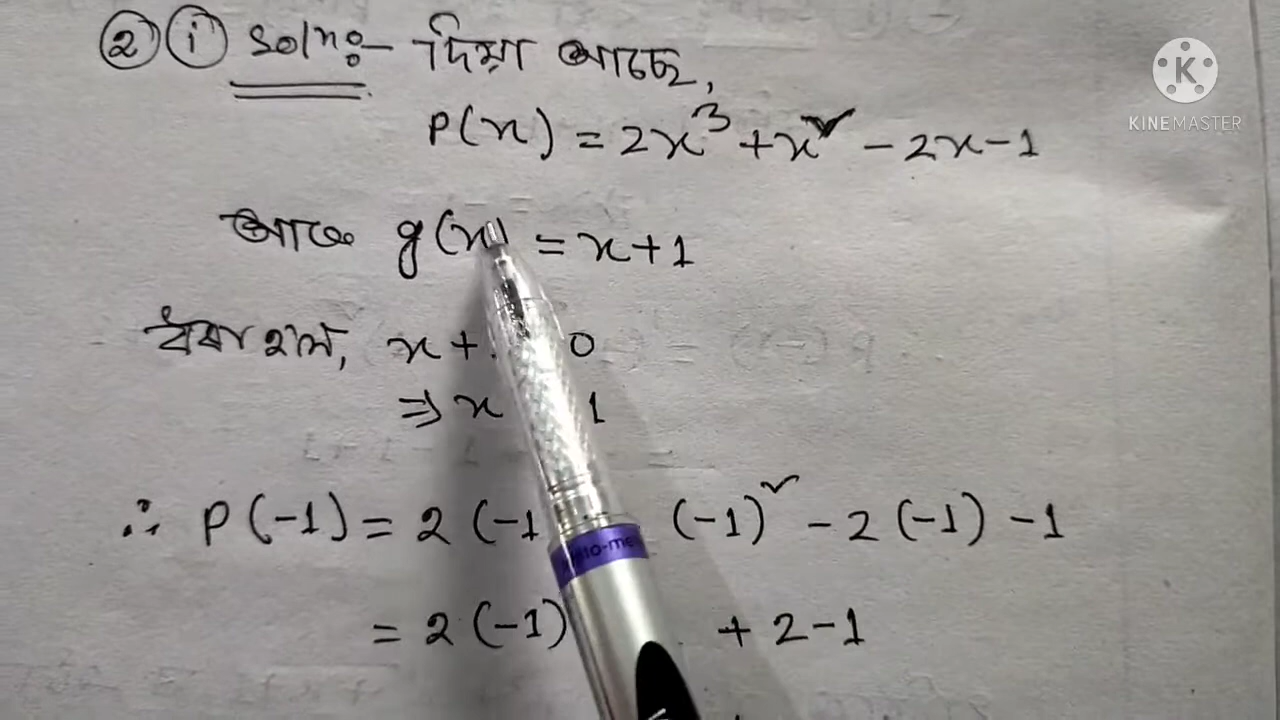 ② ⓘ Soln:- দিয়া আছে,
P(x) = 2x³ + x² - 2x - 1
আৰু g(x) = x + 1
ধৰা হ'ল, x + 0
⇒ x 1
∴ P(-1) = 2 (-1 (-1)² - 2 (-1) - 1
= 2 (-1) + 2 - 1
KINEMASTER